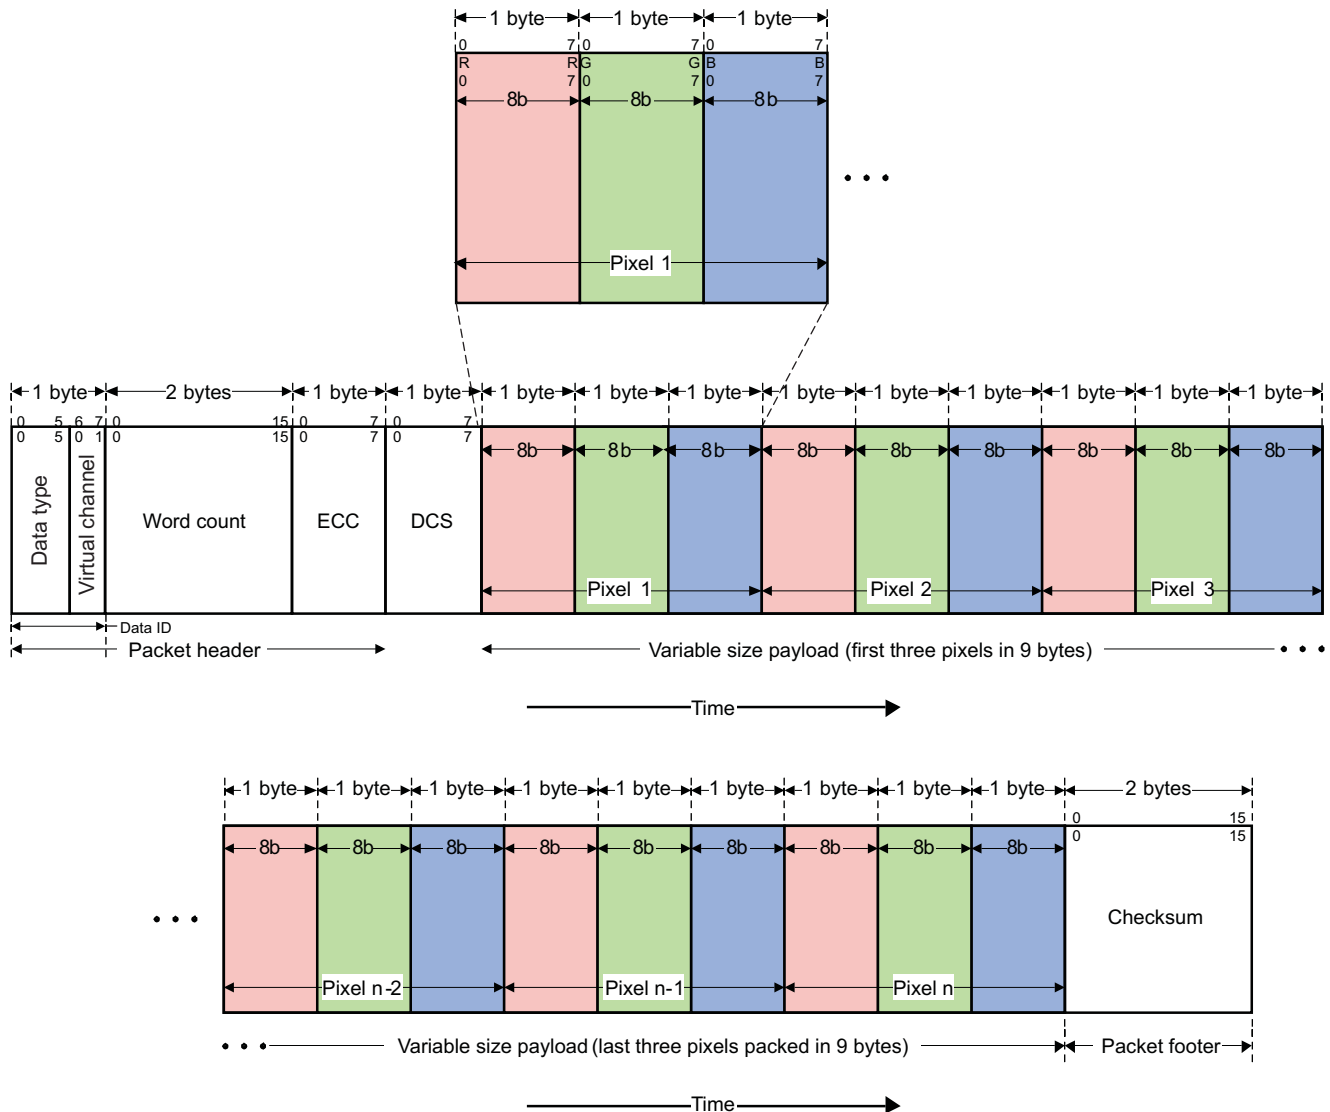 1 byte 1 byte 1 byte
0 7 0 7 0 7
R R G G B B
0 7 0 7 0 7
8b 8b 8b
Pixel 1
1 byte 2 bytes 1 byte 1 byte 1 byte 1 byte 1 byte 1 byte 1 byte 1 byte 1 byte 1 byte 1 byte
0 5 6 7 0 15 0 7 0 7
0 5 0 1 0 15 0 7 0 7
8b 8b 8b 8b 8b 8b 8b 8b 8b
Data type Virtual channel Word count ECC DCS
Pixel 1 Pixel 2 Pixel 3
Data ID
Packet header Variable size payload (first three pixels in 9 bytes)
Time
1 byte 1 byte 1 byte 1 byte 1 byte 1 byte 1 byte 1 byte 1 byte 2 bytes
0 15
0 15
8b 8b 8b 8b 8b 8b 8b 8b 8b
Checksum
Pixel n-2 Pixel n-1 Pixel n
Variable size payload (last three pixels packed in 9 bytes) Packet footer
Time